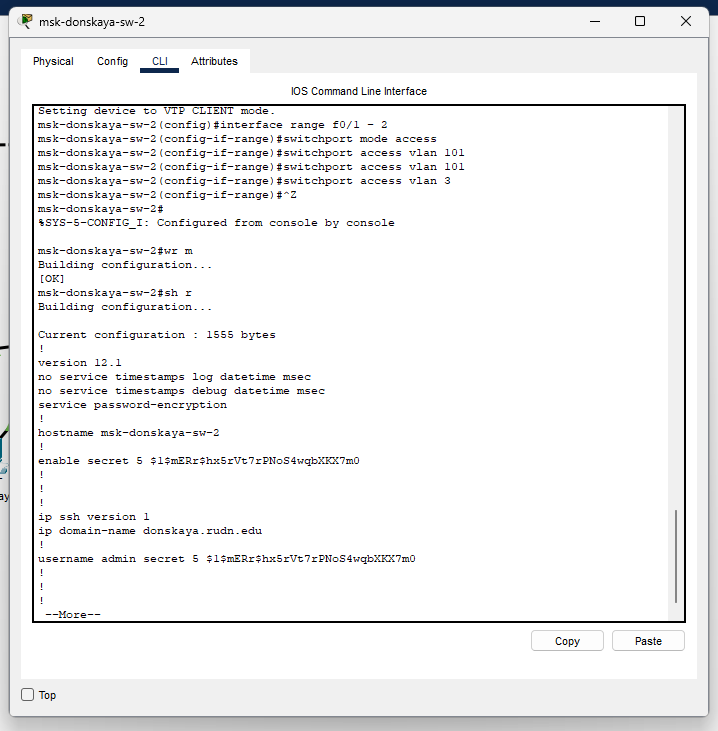 msk-donskaya-sw-2
Physical Config CLI Attributes
IOS Command Line Interface
Setting device to VTP CLIENT mode.
msk-donskaya-sw-2(config)#interface range f0/1 - 2
msk-donskaya-sw-2(config-if-range)#switchport mode access
msk-donskaya-sw-2(config-if-range)#switchport access vlan 101
msk-donskaya-sw-2(config-if-range)#switchport access vlan 101
msk-donskaya-sw-2(config-if-range)#switchport access vlan 3
msk-donskaya-sw-2(config-if-range)#^Z
msk-donskaya-sw-2#
%SYS-5-CONFIG_I: Configured from console by console
msk-donskaya-sw-2#wr m
Building configuration...
[OK]
msk-donskaya-sw-2#sh r
Building configuration...
Current configuration : 1555 bytes
!
version 12.1
no service timestamps log datetime msec
no service timestamps debug datetime msec
service password-encryption
!
hostname msk-donskaya-sw-2
!
enable secret 5 $1$mERr$hx5rVt7rPNoS4wqbXKX7m0
!
!
!
ip ssh version 1
ip domain-name donskaya.rudn.edu
!
username admin secret 5 $1$mERr$hx5rVt7rPNoS4wqbXKX7m0
!
!
!
--More--
Copy Paste
Top
ay